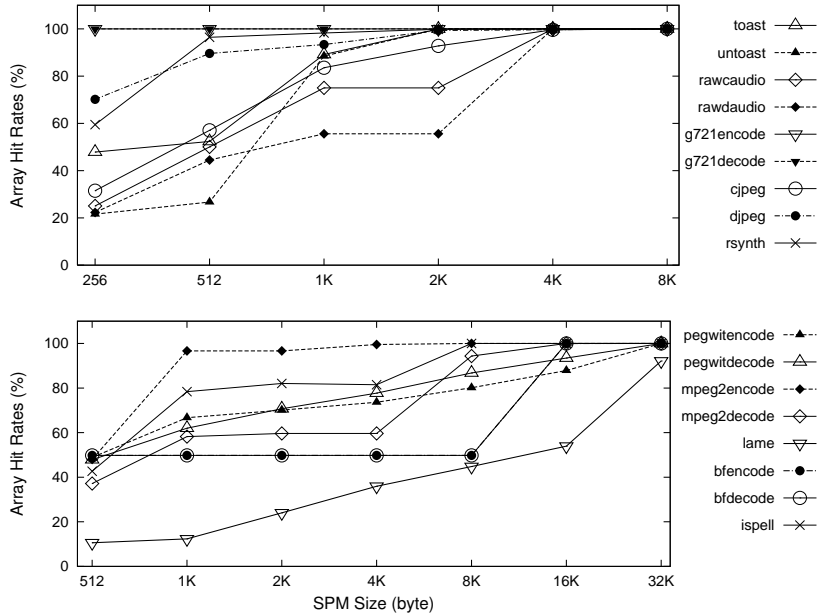 100
80
60
40
20
0
Array Hit Rates (%)
256
512
1K
2K
4K
8K
toast
untoast
rawcaudio
rawdaudio
g721encode
g721decode
cjpeg
djpeg
rsynth
100
80
60
40
20
0
Array Hit Rates (%)
512
1K
2K
4K
8K
16K
32K
SPM Size (byte)
pegwitencode
pegwitdecode
mpeg2encode
mpeg2decode
lame
bfencode
bfdecode
ispell